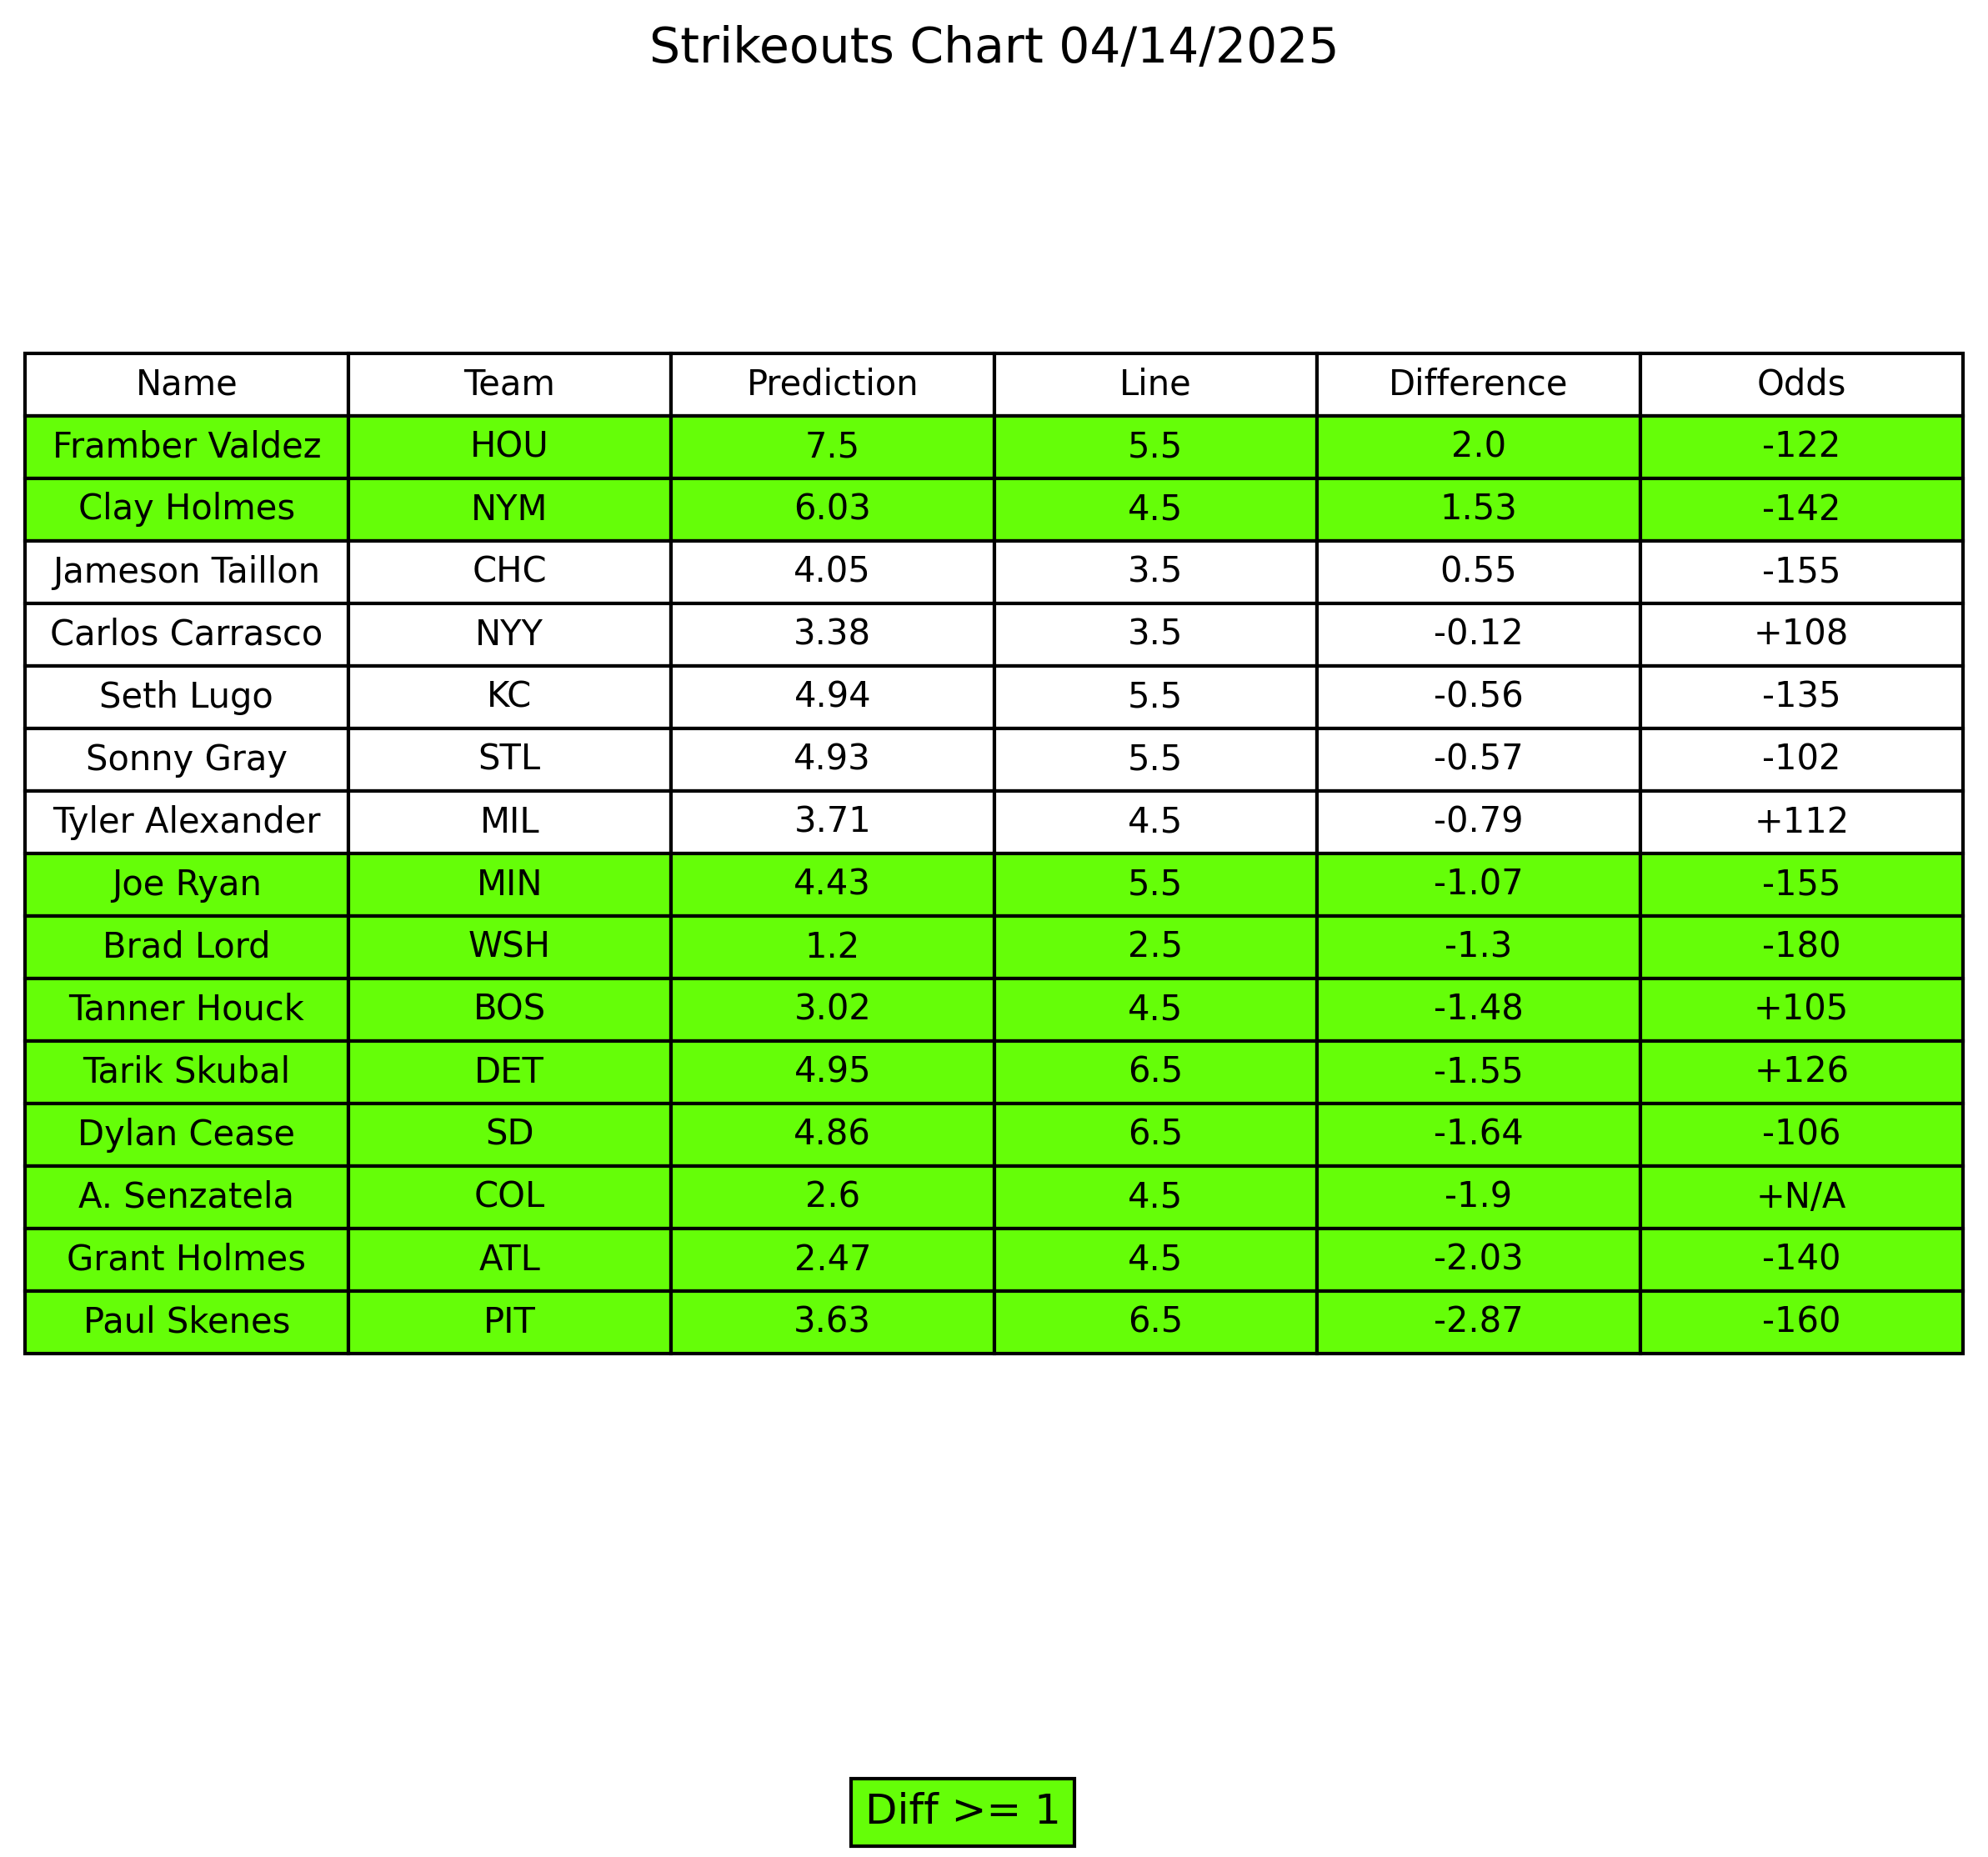 Strikeouts Chart 04/14/2025
Name Team Prediction Line Difference Odds
Framber Valdez HOU 7.5 5.5 2.0 -122
Clay Holmes NYM 6.03 4.5 1.53 -142
Jameson Taillon CHC 4.05 3.5 0.55 -155
Carlos Carrasco NYY 3.38 3.5 -0.12 +108
Seth Lugo KC 4.94 5.5 -0.56 -135
Sonny Gray STL 4.93 5.5 -0.57 -102
Tyler Alexander MIL 3.71 4.5 -0.79 +112
Joe Ryan MIN 4.43 5.5 -1.07 -155
Brad Lord WSH 1.2 2.5 -1.3 -180
Tanner Houck BOS 3.02 4.5 -1.48 +105
Tarik Skubal DET 4.95 6.5 -1.55 +126
Dylan Cease SD 4.86 6.5 -1.64 -106
A. Senzatela COL 2.6 4.5 -1.9 +N/A
Grant Holmes ATL 2.47 4.5 -2.03 -140
Paul Skenes PIT 3.63 6.5 -2.87 -160
Diff >= 1